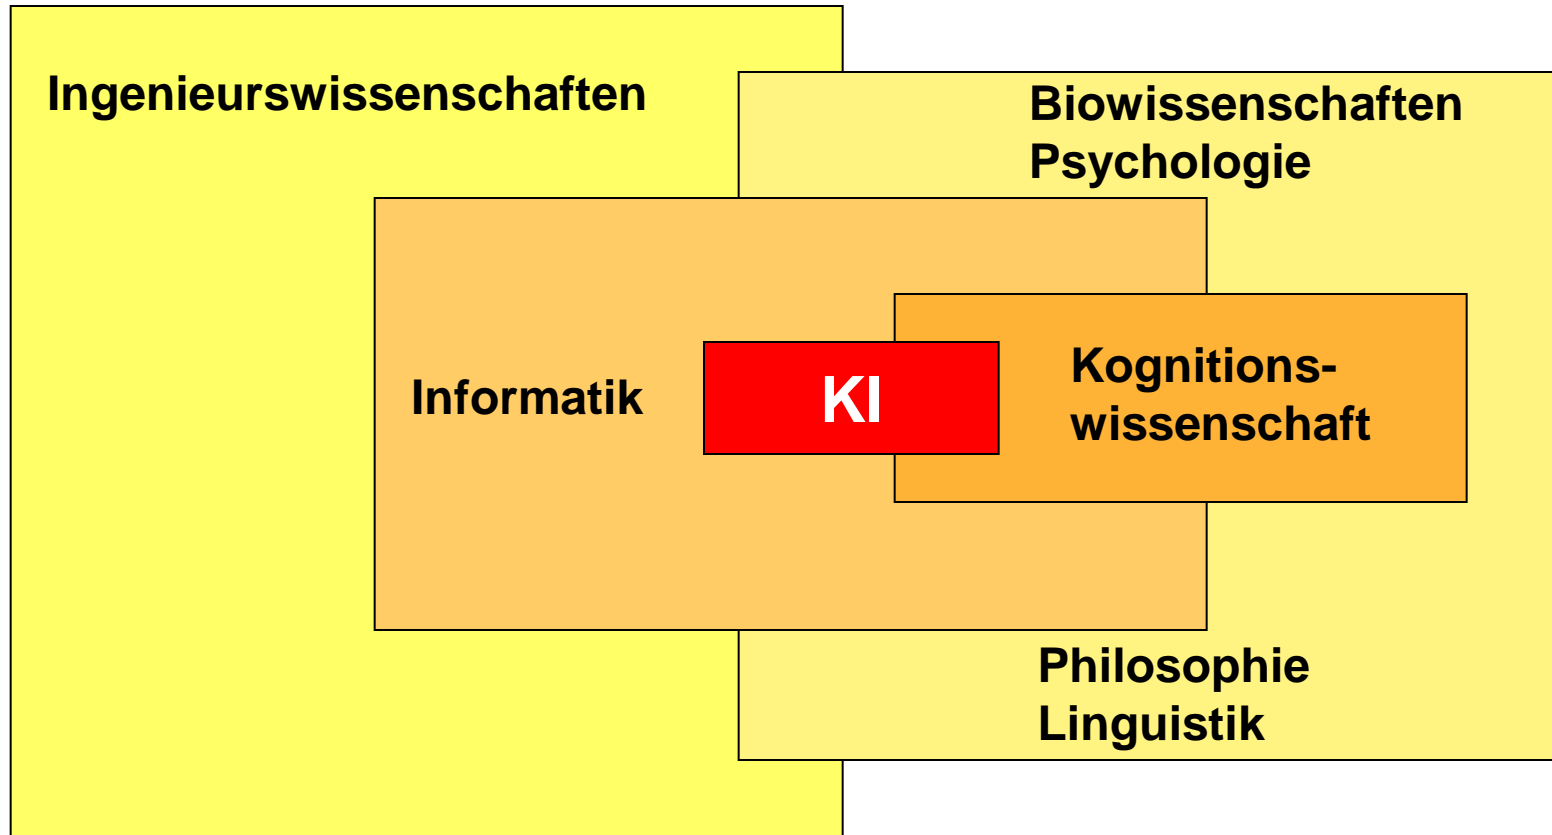 Ingenieurswissenschaften
Biowissenschaften
Psychologie
Informatik
KI
Kognitions-
wissenschaft
Philosophie
Linguistik